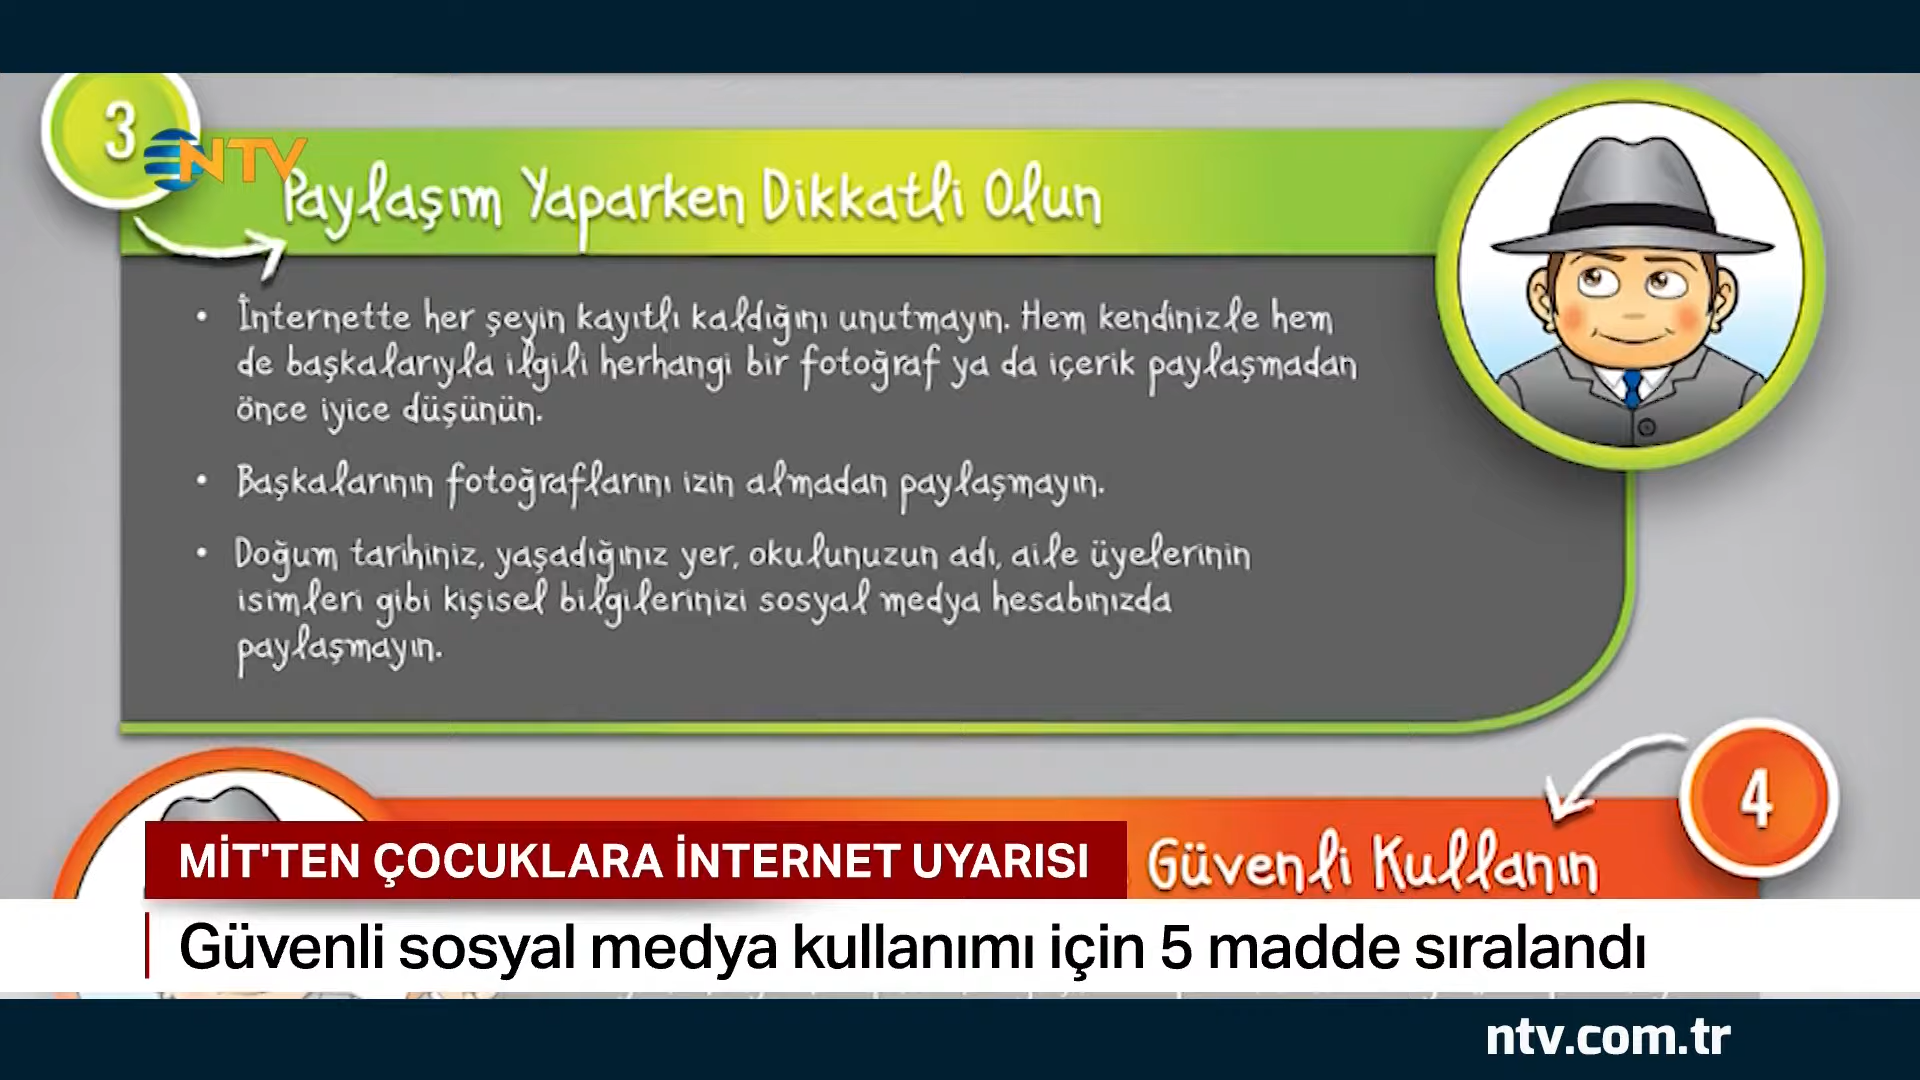 3
NTV
Paylaşım Yaparken Dikkatli Olun
• İnternette her şeyin kayıtlı kaldığını unutmayın. Hem kendinizle hem
de başkalarıyla ilgili herhangi bir fotoğraf ya da içerik paylaşmadan
önce iyice düşünün.
• Başkalarının fotoğraflarını izin almadan paylaşmayın.
• Doğum tarihiniz, yaşadığınız yer, okulunuzun adı, aile üyelerinin
isimleri gibi kişisel bilgilerinizi sosyal medya hesabınızda
paylaşmayın.
4
Güvenli Kullanın
MİT'TEN ÇOCUKLARA İNTERNET UYARISI
Güvenli sosyal medya kullanımı için 5 madde sıralandı
ntv.com.tr